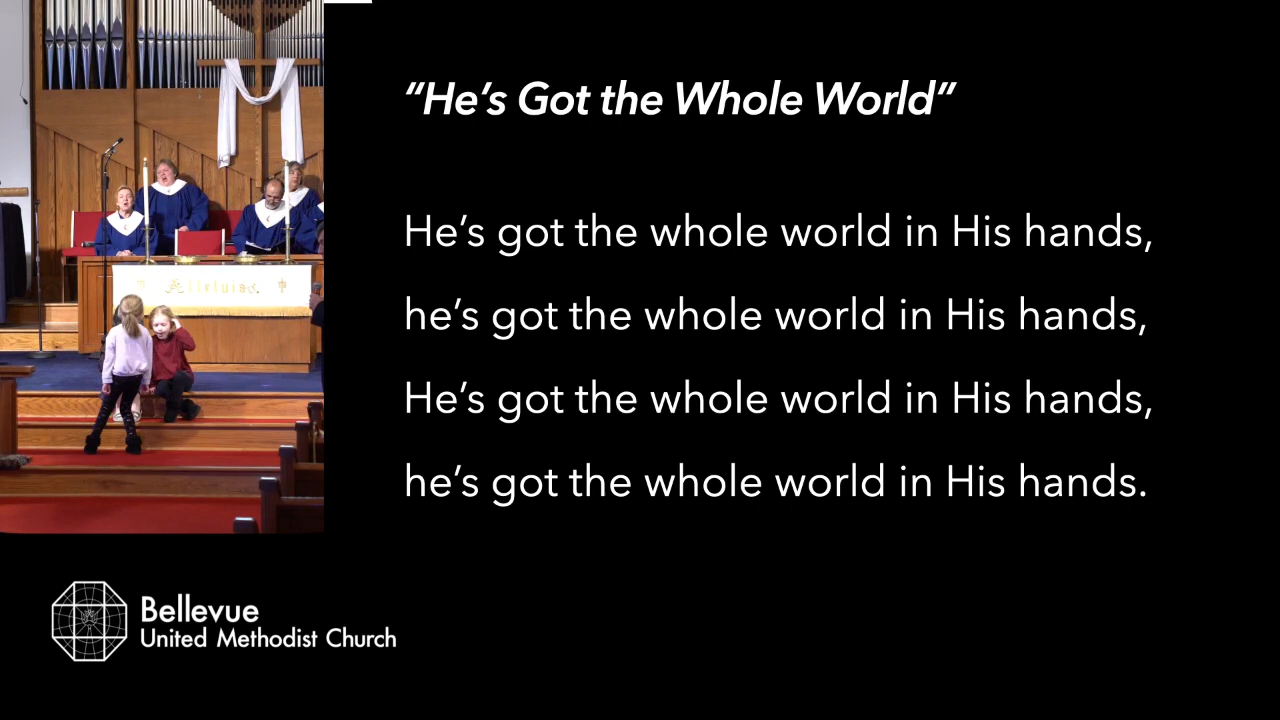 “He’s Got the Whole World”
He’s got the whole world in His hands,
he’s got the whole world in His hands,
He’s got the whole world in His hands,
he’s got the whole world in His hands.
Alleluia
Bellevue
United Methodist Church